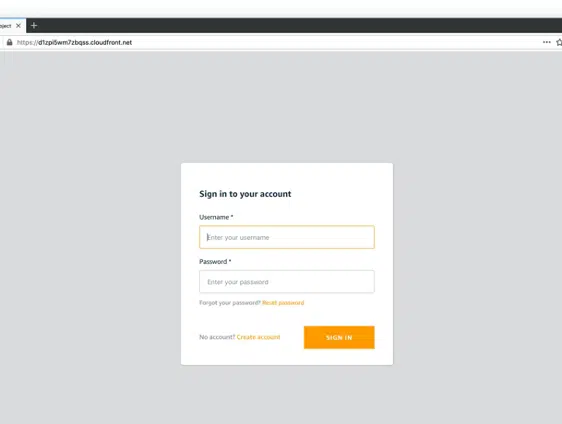 oject
https://d1zpi5wm7zbqss.cloudfront.net
Sign in to your account
Username *
Enter your username
Password *
Enter your password
Forgot your password? Reset password
No account? Create account
SIGN IN